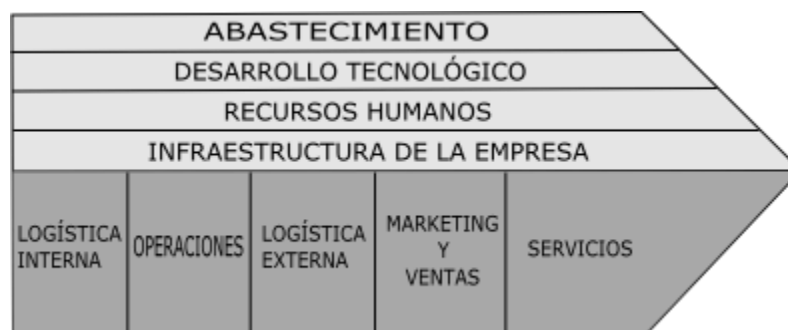 ABASTECIMIENTO
DESARROLLO TECNOLÓGICO
RECURSOS HUMANOS
INFRAESTRUCTURA DE LA EMPRESA
LOGÍSTICA
INTERNA
OPERACIONES
LOGÍSTICA
EXTERNA
MARKETING
Y
VENTAS
SERVICIOS